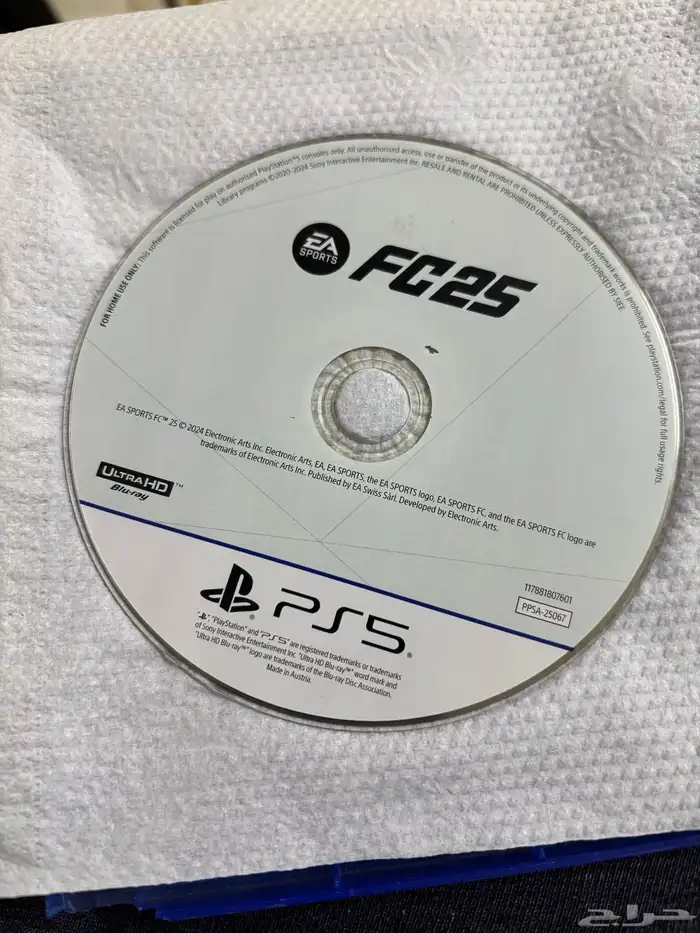 FOR HOME USE ONLY: This software is licensed for play on authorised PlayStation®5 consoles only. All unauthorised access, use or transfer of the product or its underlying copyright and trademark works is prohibited. See playstation.com/legal for full usage rights.
Library programs ©2020-2024 Sony Interactive Entertainment Inc. RESALE AND RENTAL ARE PROHIBITED UNLESS EXPRESSLY AUTHORISED BY SIEE.
EA
SPORTS
FC25
EA SPORTS FC™ 25 © 2024 Electronic Arts Inc. Electronic Arts, EA, EA SPORTS, the EA SPORTS logo, EA SPORTS FC, and the EA SPORTS FC logo are
trademarks of Electronic Arts Inc. Published by EA Swiss Sàrl. Developed by Electronic Arts.
ULTRA HD™
Blu-ray
117881807601
PPSA-25067
PS5®
", "PlayStation" and "PS5" are registered trademarks or trademarks
of Sony Interactive Entertainment Inc. "Ultra HD Blu-ray™" word mark and
"Ultra HD Blu-ray™" logo are trademarks of the Blu-ray Disc Association.
Made in Austria.
حراج